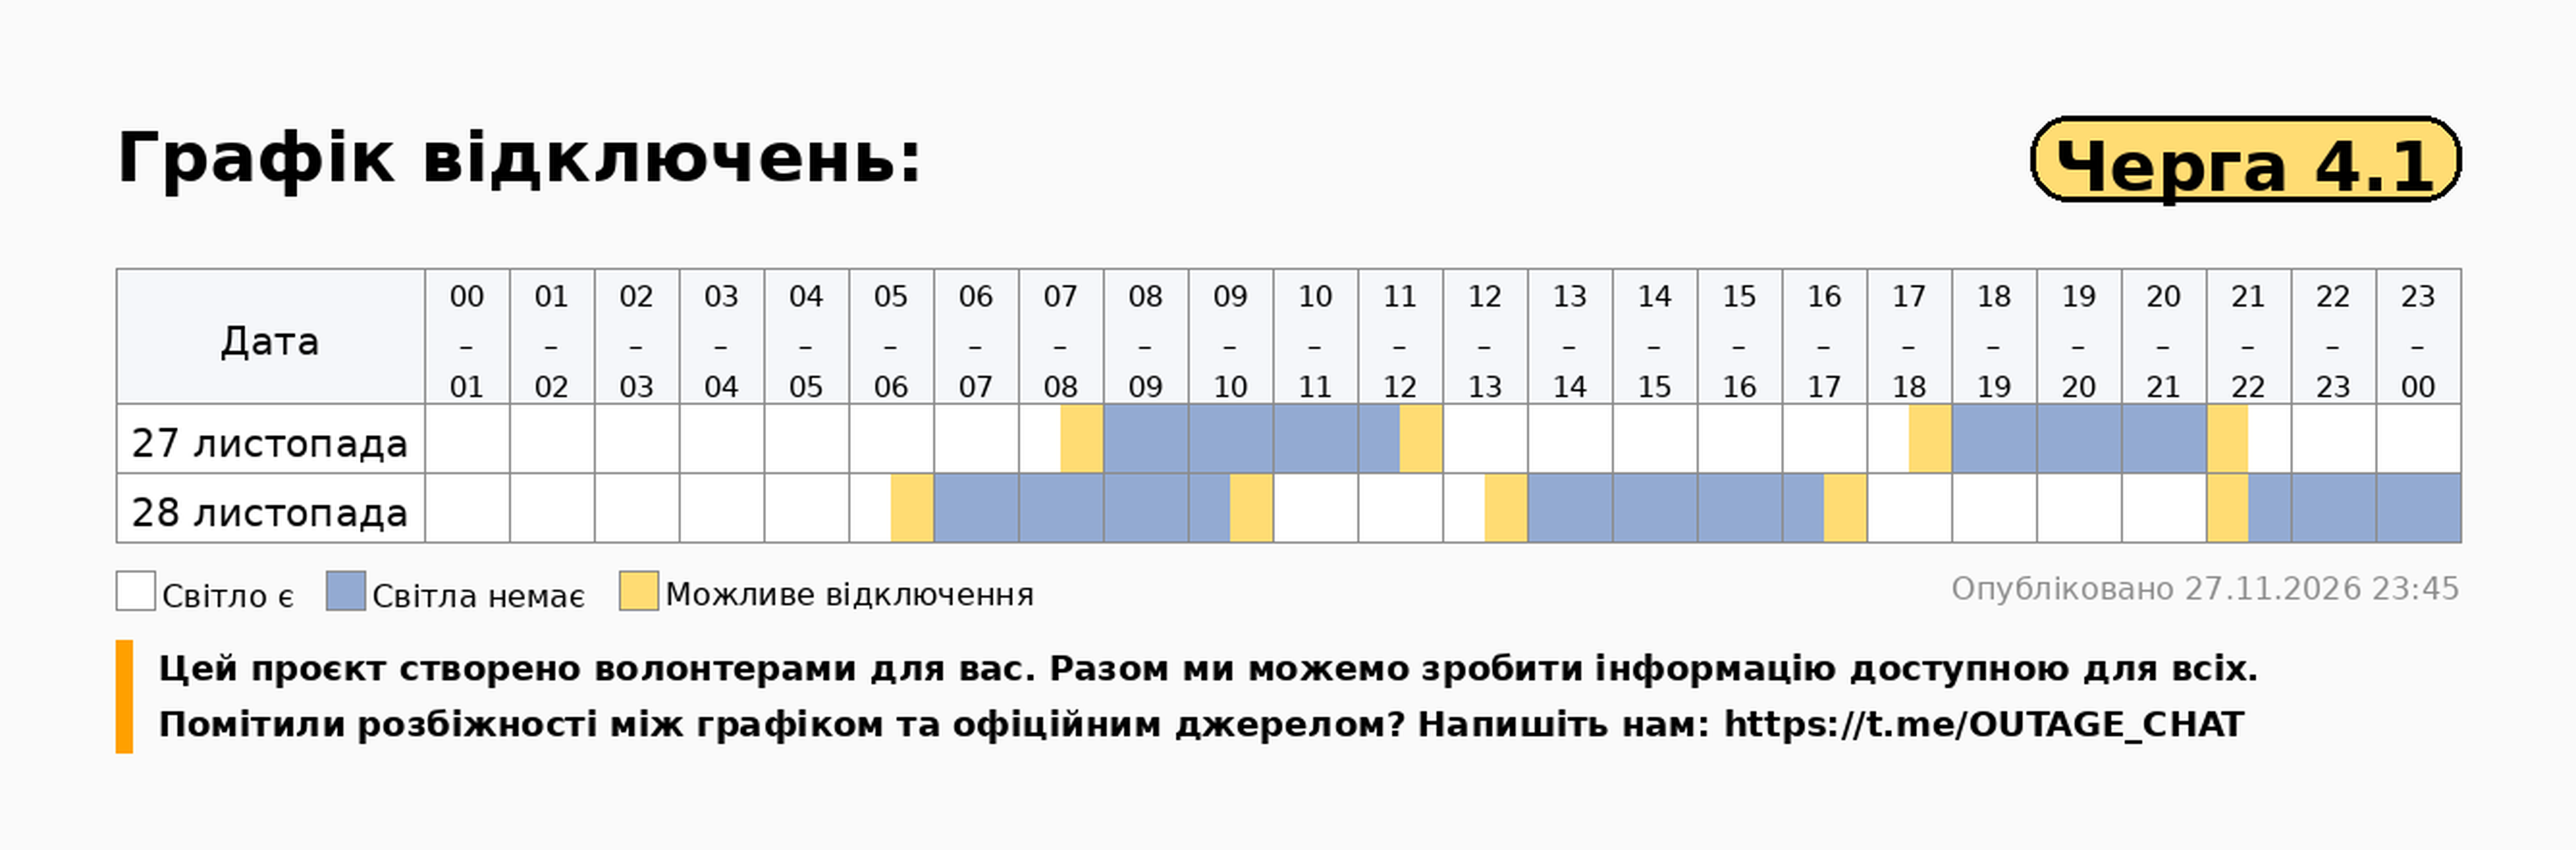 Графік відключень:
Черга 4.1
Дата 00 – 01 01 – 02 02 – 03 03 – 04 04 – 05 05 – 06 06 – 07 07 – 08 08 – 09 09 – 10 10 – 11 11 – 12 12 – 13 13 – 14 14 – 15 15 – 16 16 – 17 17 – 18 18 – 19 19 – 20 20 – 21 21 – 22 22 – 23 23 – 00
27 листопада
28 листопада
Світло є Світла немає Можливе відключення
Опубліковано 27.11.2026 23:45
Цей проєкт створено волонтерами для вас. Разом ми можемо зробити інформацію доступною для всіх.
Помітили розбіжності між графіком та офіційним джерелом? Напишіть нам: https://t.me/OUTAGE_CHAT